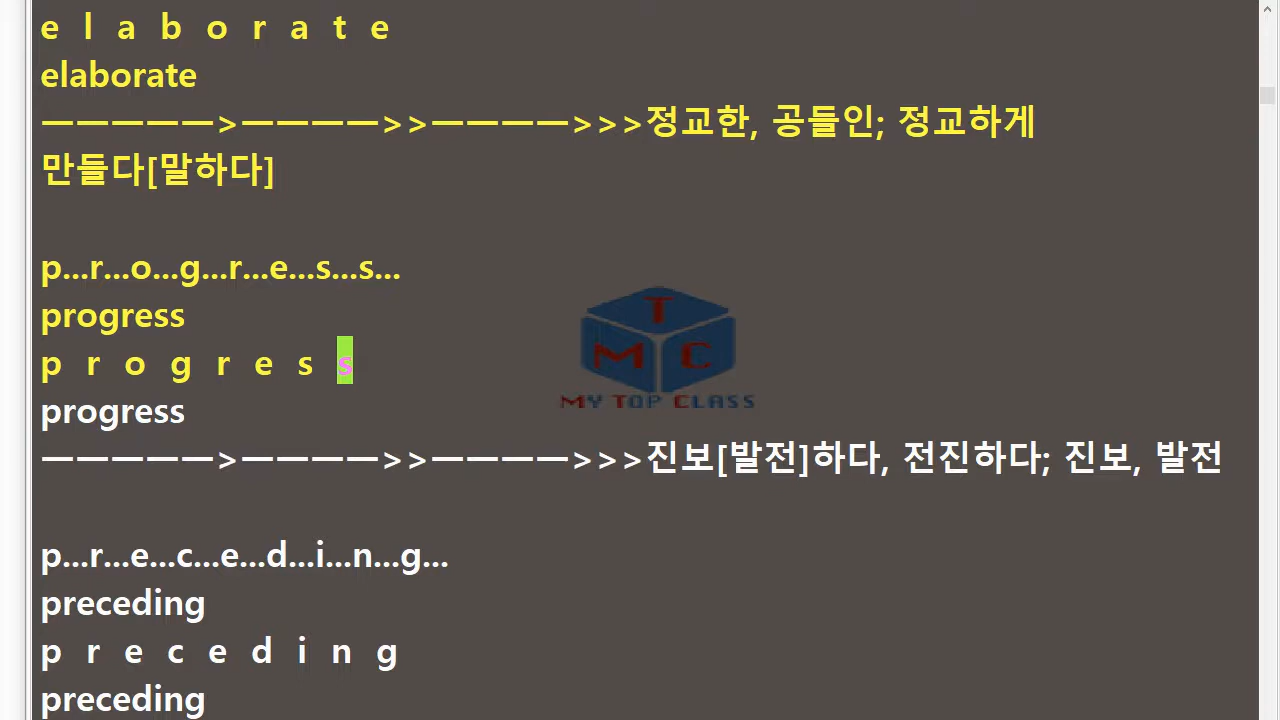 e l a b o r a t e
elaborate
—————>————>>————>>>정교한, 공들인; 정교하게
만들다[말하다]
p...r...o...g...r...e...s...s...
progress
p r o g r e s s
progress
—————>————>>————>>>진보[발전]하다, 전진하다; 진보, 발전
p...r...e...c...e...d...i...n...g...
preceding
p r e c e d i n g
preceding
T
M C
MY TOP CLASS